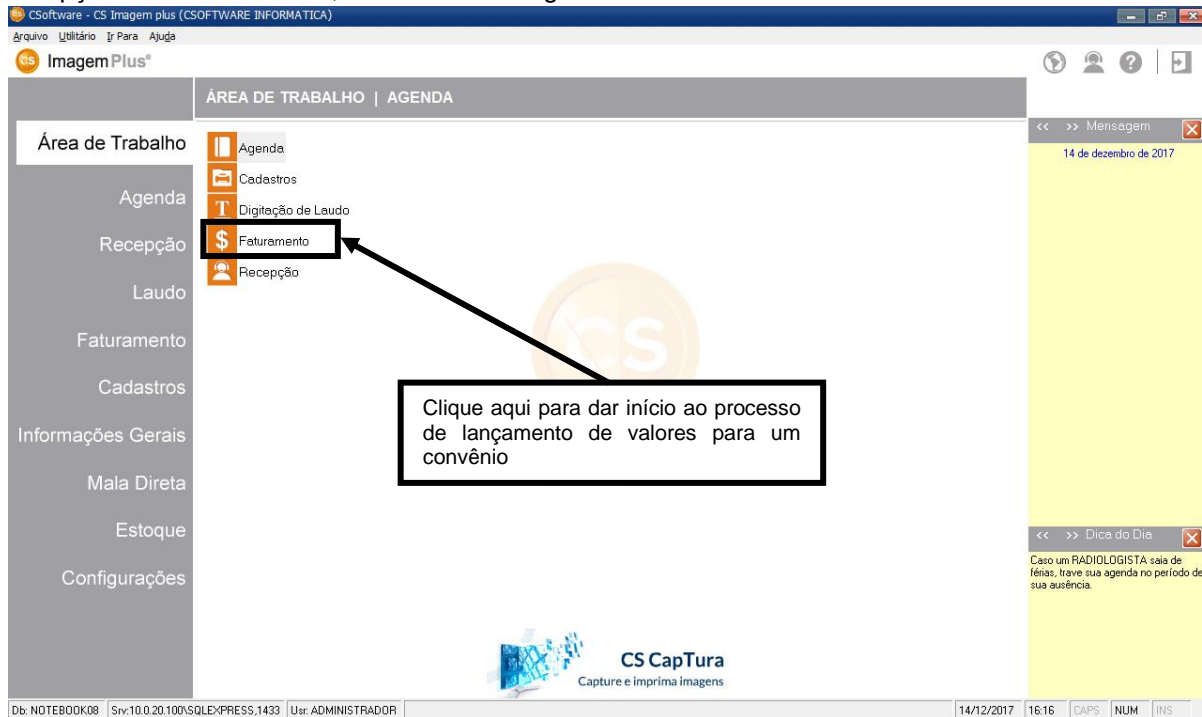 CSoftware - CS Imagem plus (CSOFTWARE INFORMATICA)
Arquivo Utilitário Ir Para Ajuda
CS ImagemPlus®
ÁREA DE TRABALHO | AGENDA
Área de Trabalho
Agenda
Recepção
Laudo
Faturamento
Cadastros
Informações Gerais
Mala Direta
Estoque
Configurações
Agenda
Cadastros
T Digitação de Laudo
$ Faturamento
Recepção
CS
Clique aqui para dar início ao processo
de lançamento de valores para um
convênio
<< >> Mensagem
14 de dezembro de 2017
<< >> Dica do Dia
Caso um RADIOLOGISTA saia de
férias, trave sua agenda no período de
sua ausência.
CS CapTura
Capture e imprima imagens
Db: NOTEBOOK08 Srv:10.0.20.100\SQLEXPRESS,1433 Usr: ADMINISTRADOR 14/12/2017 16:16 CAPS NUM INS